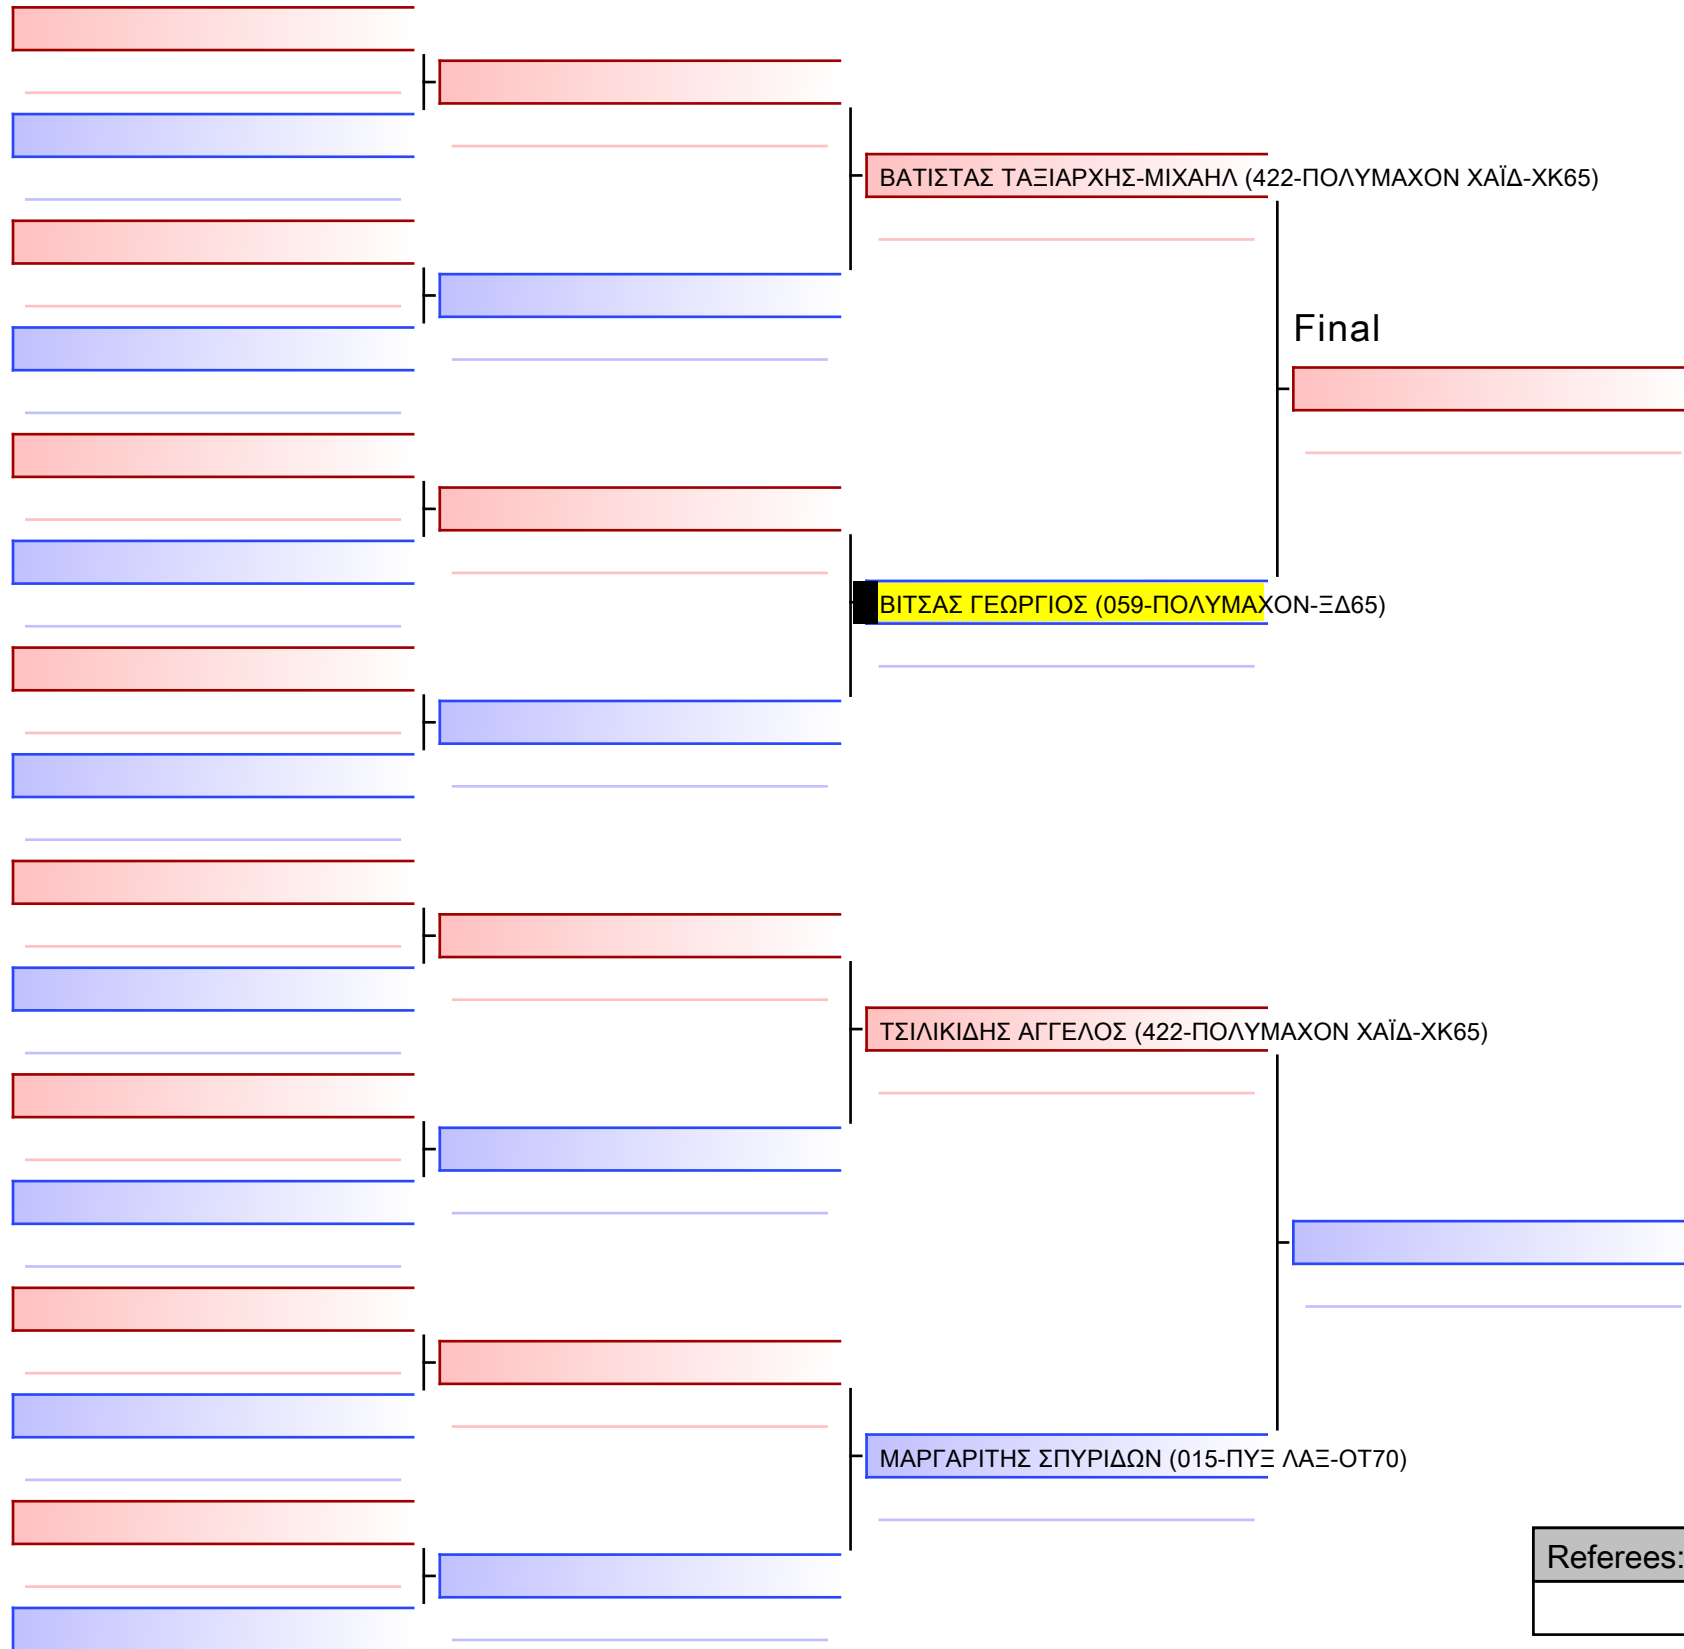 ΒΑΤΙΣΤΑΣ ΤΑΞΙΑΡΧΗΣ-ΜΙΧΑΗΛ (422-ΠΟΛΥΜΑΧΟΝ ΧΑΪΔ-ΧΚ65)
Final
ΒΙΤΣΑΣ ΓΕΩΡΓΙΟΣ (059-ΠΟΛΥΜΑΧΟΝ-ΞΔ65)
ΤΣΙΛΙΚΙΔΗΣ ΑΓΓΕΛΟΣ (422-ΠΟΛΥΜΑΧΟΝ ΧΑΪΔ-ΧΚ65)
ΜΑΡΓΑΡΙΤΗΣ ΣΠΥΡΙΔΩΝ (015-ΠΥΞ ΛΑΞ-ΟΤ70)
Referees: